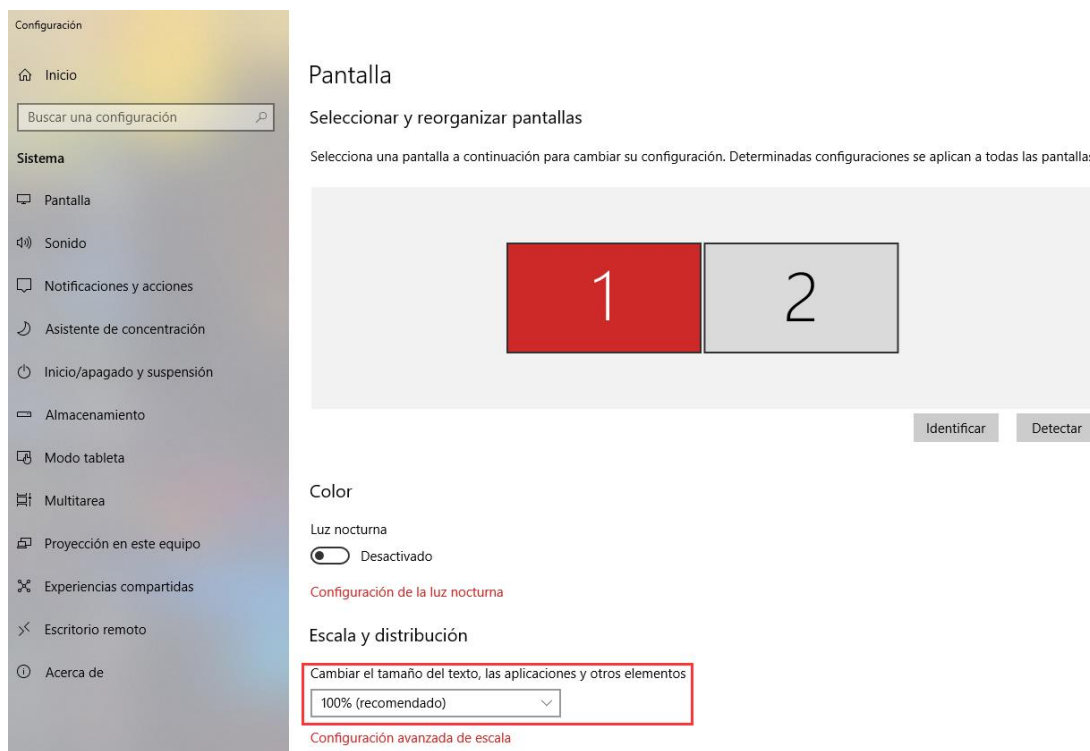 Configuración
Inicio
Buscar una configuración
Sistema
Pantalla
Sonido
Notificaciones y acciones
Asistente de concentración
Inicio/apagado y suspensión
Almacenamiento
Modo tableta
Multitarea
Proyección en este equipo
Experiencias compartidas
Escritorio remoto
Acerca de
Pantalla
Seleccionar y reorganizar pantallas
Selecciona una pantalla a continuación para cambiar su configuración. Determinadas configuraciones se aplican a todas las pantallas
1 2
Identificar Detectar
Color
Luz nocturna
Desactivado
Configuración de la luz nocturna
Escala y distribución
Cambiar el tamaño del texto, las aplicaciones y otros elementos
100% (recomendado)
Configuración avanzada de escala